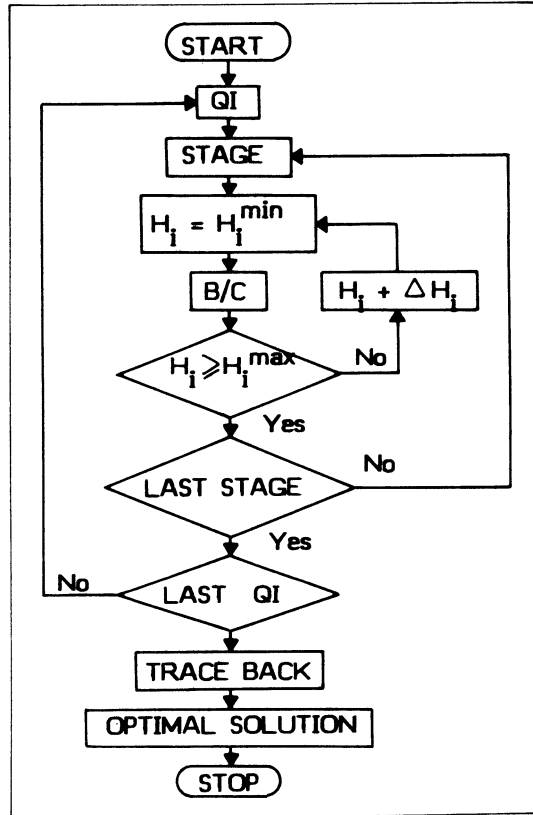 START
QI
STAGE
H_i = H_i^min
B/C
H_i + Δ H_i
H_i ⩾ H_i^max
No
Yes
LAST STAGE
No
Yes
LAST QI
No
TRACE BACK
OPTIMAL SOLUTION
STOP